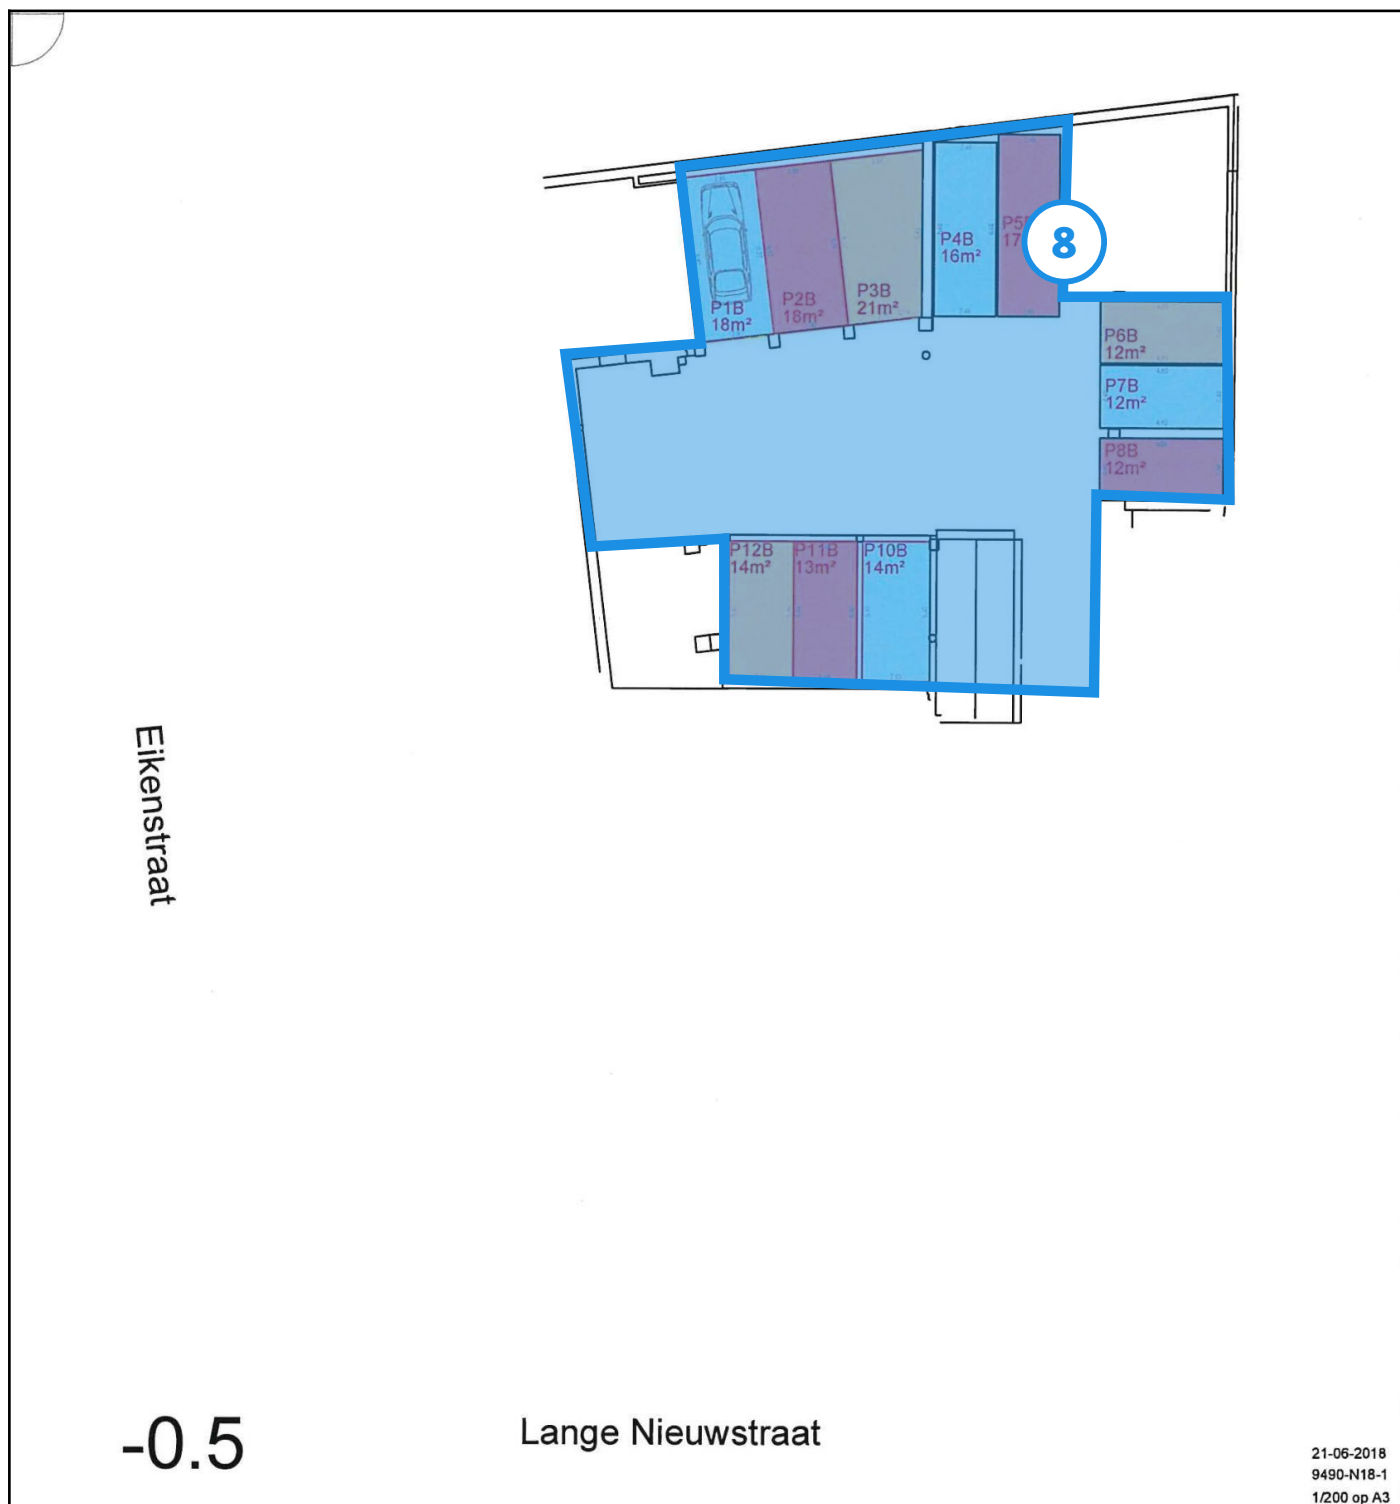 P1B
18m²
P2B
18m²
P3B
21m²
P4B
16m²
P5
17
8
P6B
12m²
P7B
12m²
P8B
12m²
P12B
14m²
P11B
13m²
P10B
14m²
Eikenstraat
-0.5
Lange Nieuwstraat
21-06-2018
9490-N18-1
1/200 op A3